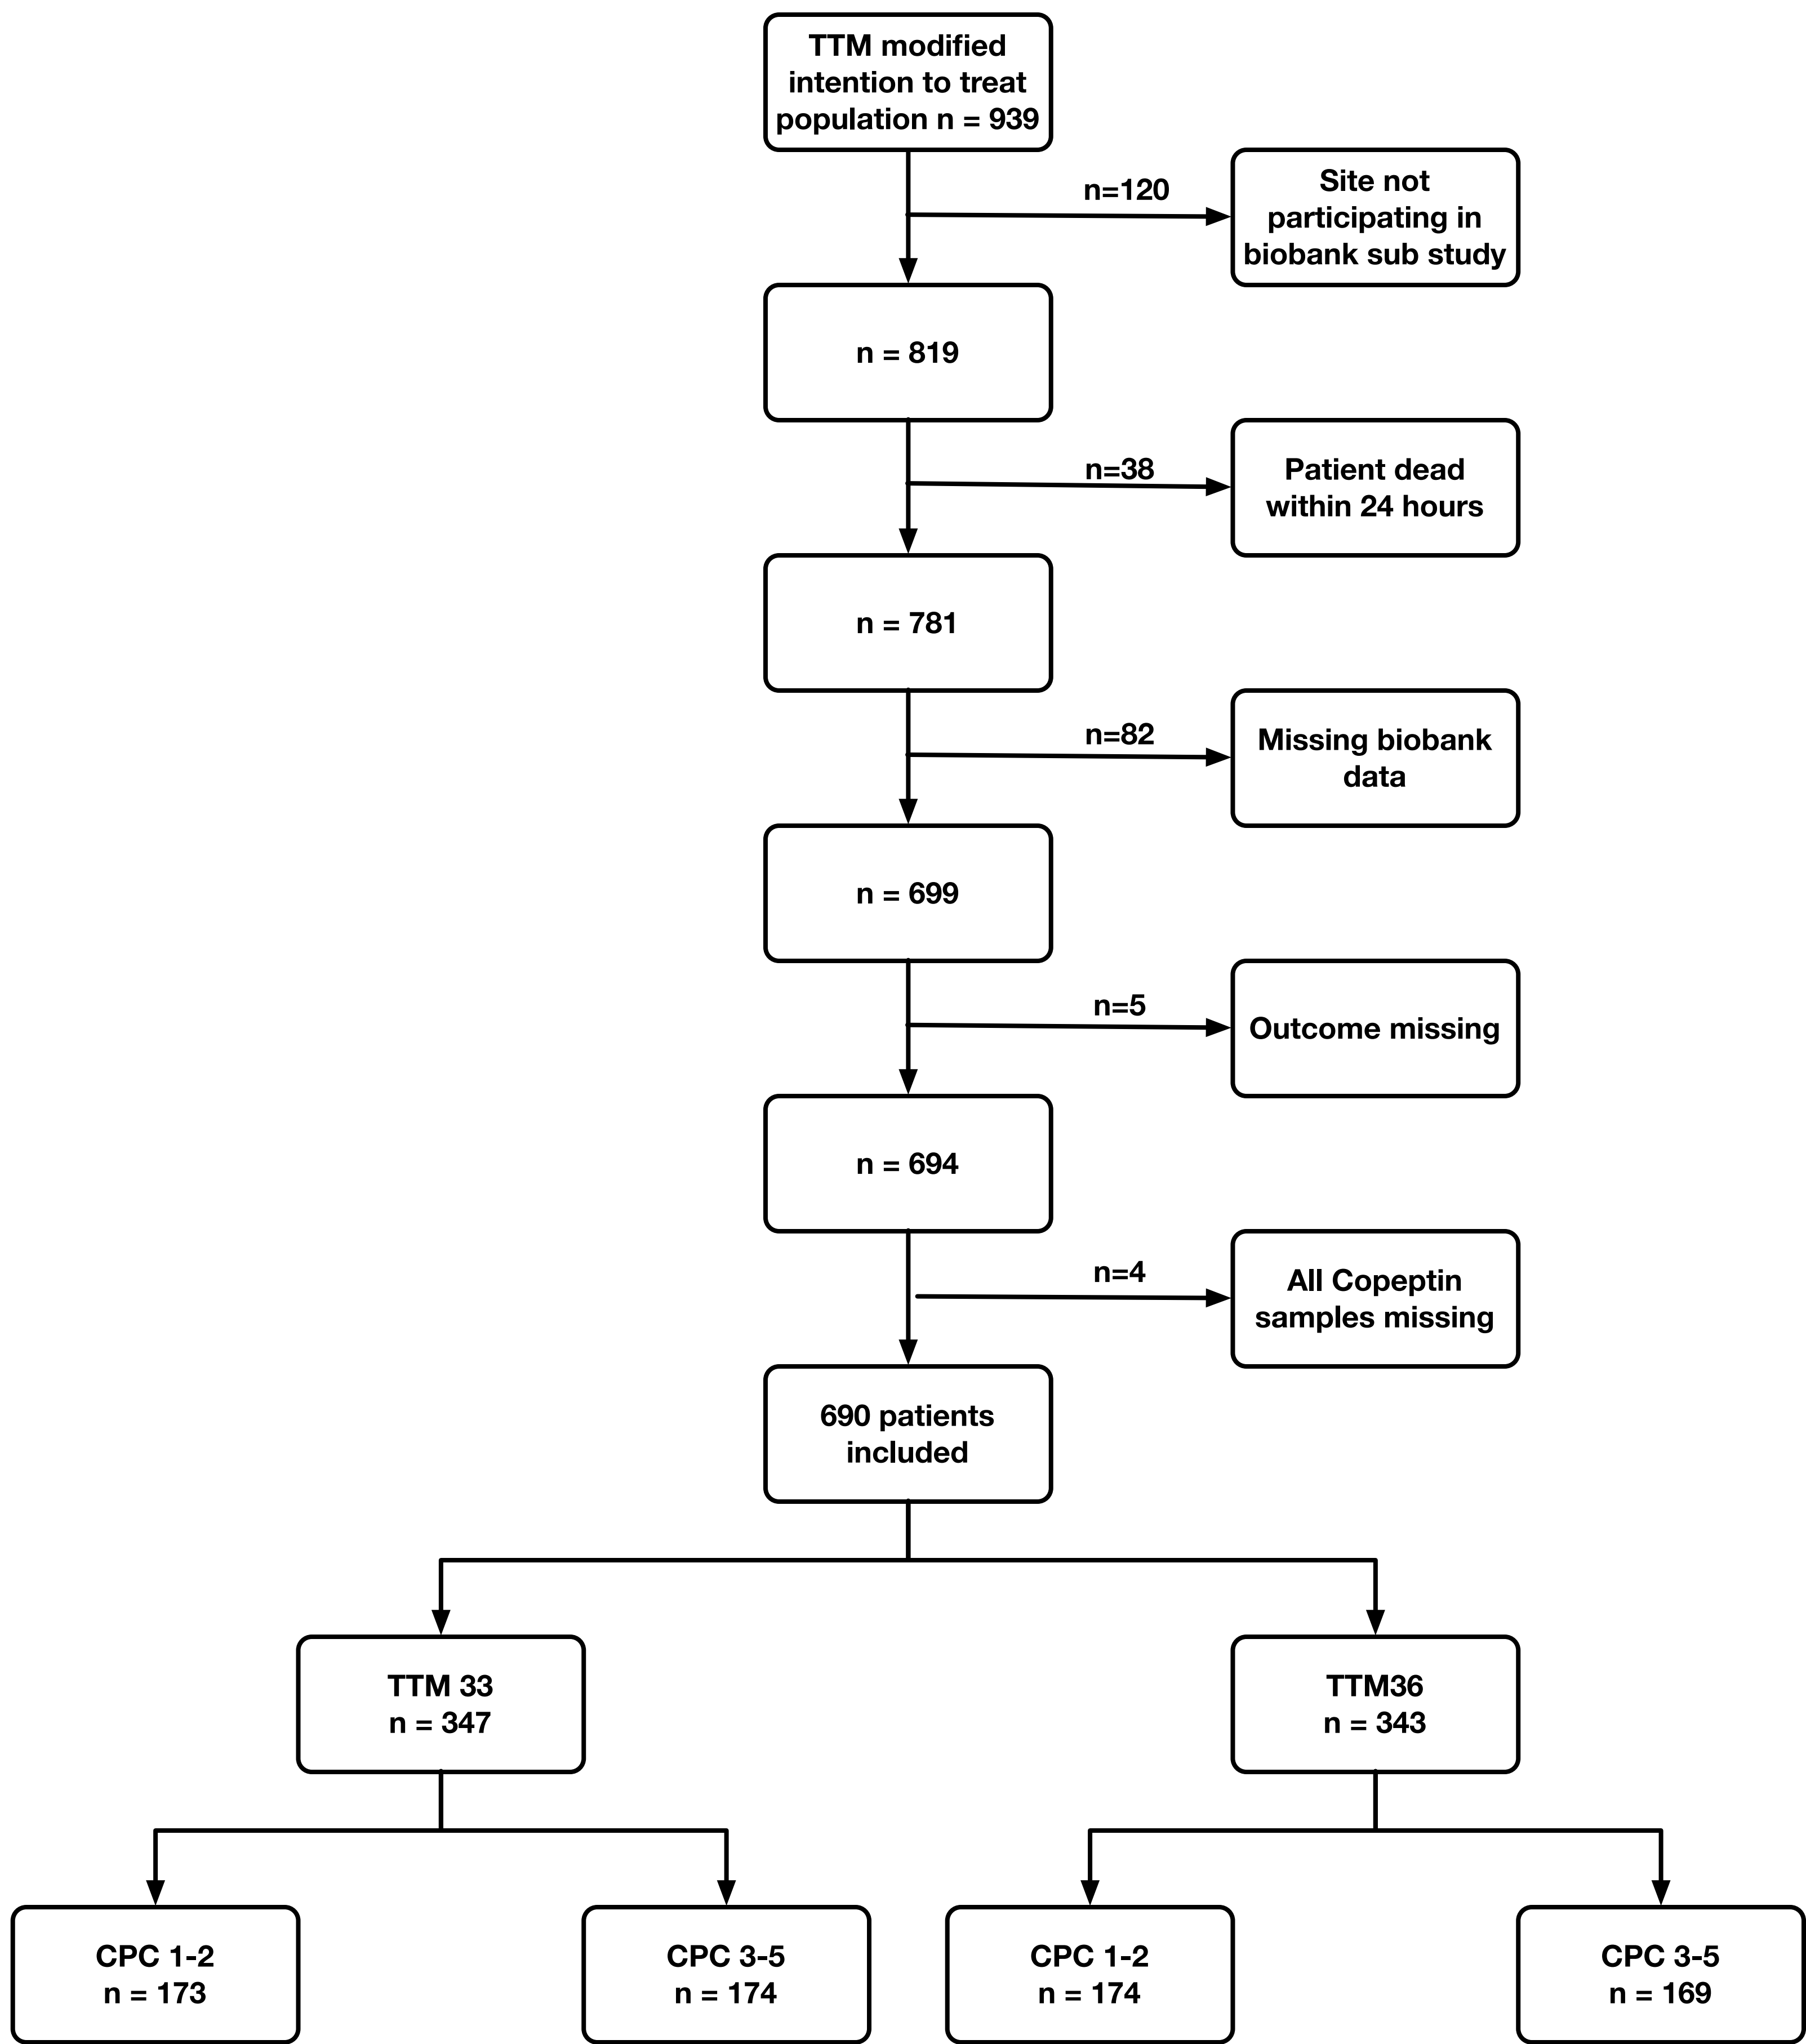 TTM modified
intention to treat
population n = 939
n=120
Site not
participating in
biobank sub study
n = 819
n=38
Patient dead
within 24 hours
n = 781
n=82
Missing biobank
data
n = 699
n=5
Outcome missing
n = 694
n=4
All Copeptin
samples missing
690 patients
included
TTM 33
n = 347
TTM36
n = 343
CPC 1-2
n = 173
CPC 3-5
n = 174
CPC 1-2
n = 174
CPC 3-5
n = 169